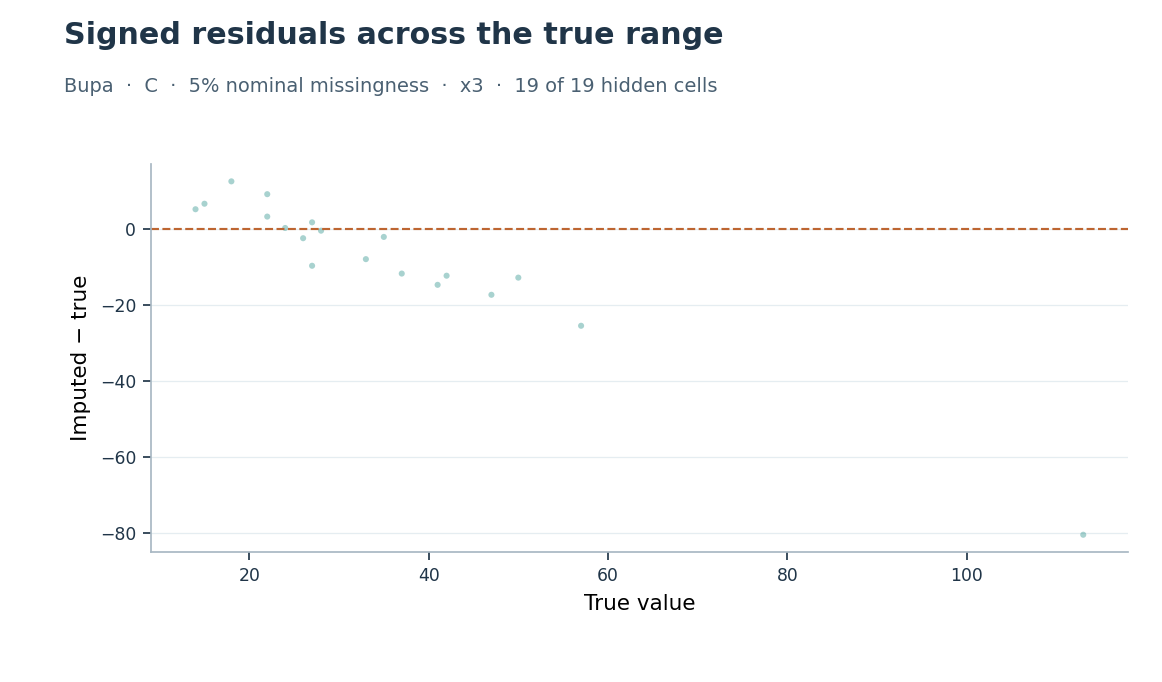 Signed residuals across the true range
Bupa · C · 5% nominal missingness · x3 · 19 of 19 hidden cells
Imputed − true
0
−20
−40
−60
−80
20 40 60 80 100
True value